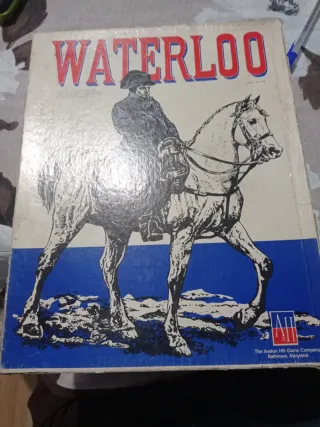 WATERLOO
AH
The Avalon Hill Game Company
Baltimore, Maryland